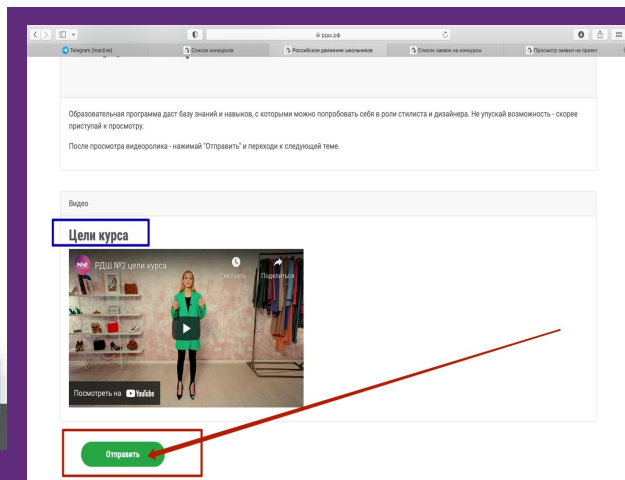 рдш.рф
Telegram (inactive)
Список конкурсов
Российское движение школьников
Список заявок на конкурсы
Просмотр заявки на проект
Образовательная программа даст базу знаний и навыков, с которыми можно попробовать себя в роли стилиста и дизайнера. Не упускай возможность - скорее
приступай к просмотру.
После просмотра видеоролика - нажимай "Отправить" и переходи к следующей теме.
Видео
Цели курса
РДШ №2 цели курса
Смотреть...
Поделиться
Посмотреть на YouTube
Отправить